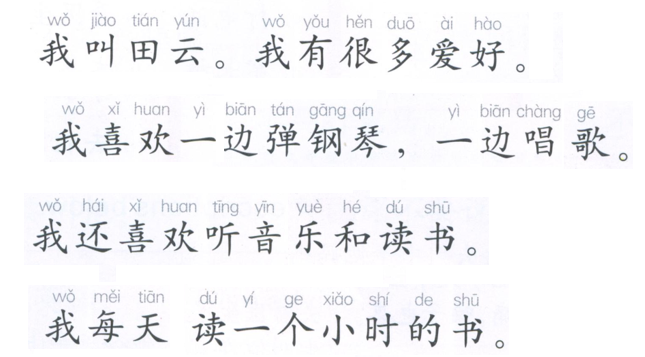 wǒ jiào tián yún wǒ yǒu hěn duō ài hào
我叫田云。我有很多爱好。
wǒ xǐ huan yì biān tán gāng qín yì biān chàng gē
我喜欢一边弹钢琴，一边唱歌。
wǒ hái xǐ huan tīng yīn yuè hé dú shū
我还喜欢听音乐和读书。
wǒ měi tiān dú yí ge xiǎo shí de shū
我每天 读一个小时的书。